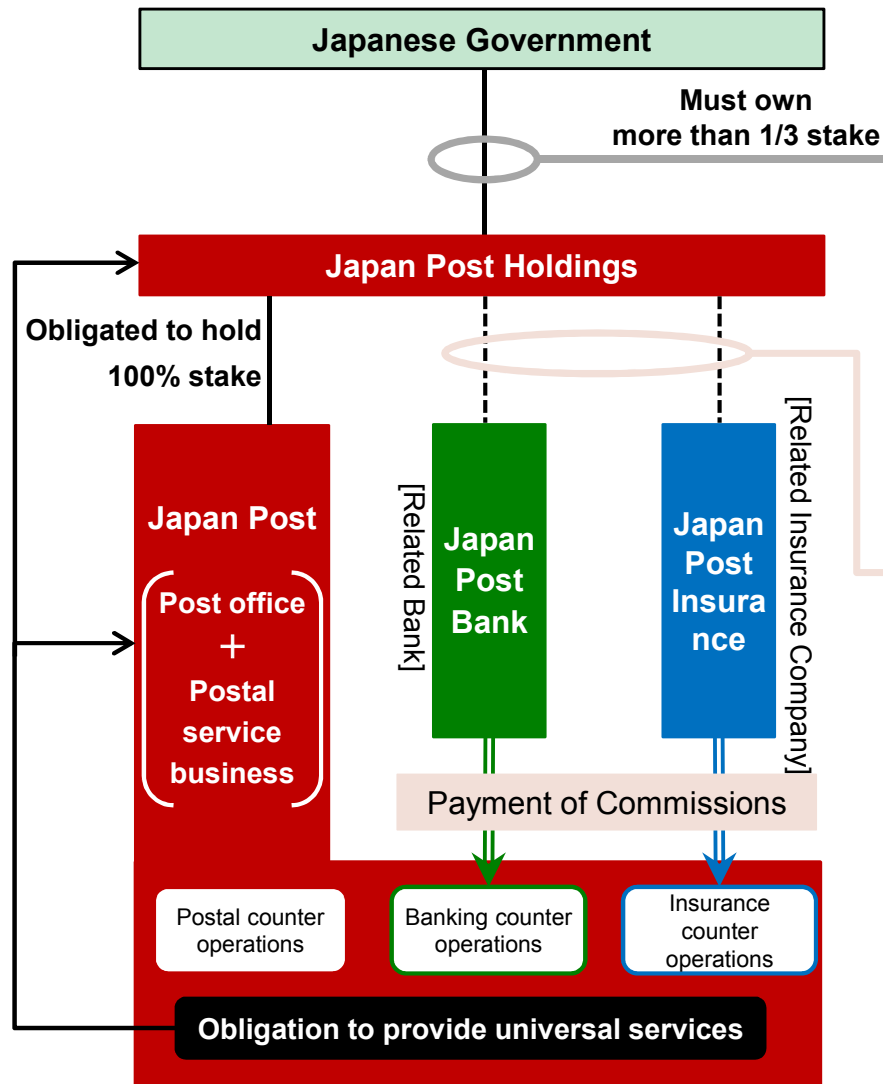 Japanese Government
Must own
more than 1/3 stake
Japan Post Holdings
Obligated to hold
100% stake
Japan Post
Post office
+
Postal
service
business
[Related Bank]
Japan
Post
Bank
Japan
Post
Insura
nce
[Related Insurance Company]
Payment of Commissions
Postal counter
operations
Banking counter
operations
Insurance
counter
operations
Obligation to provide universal services